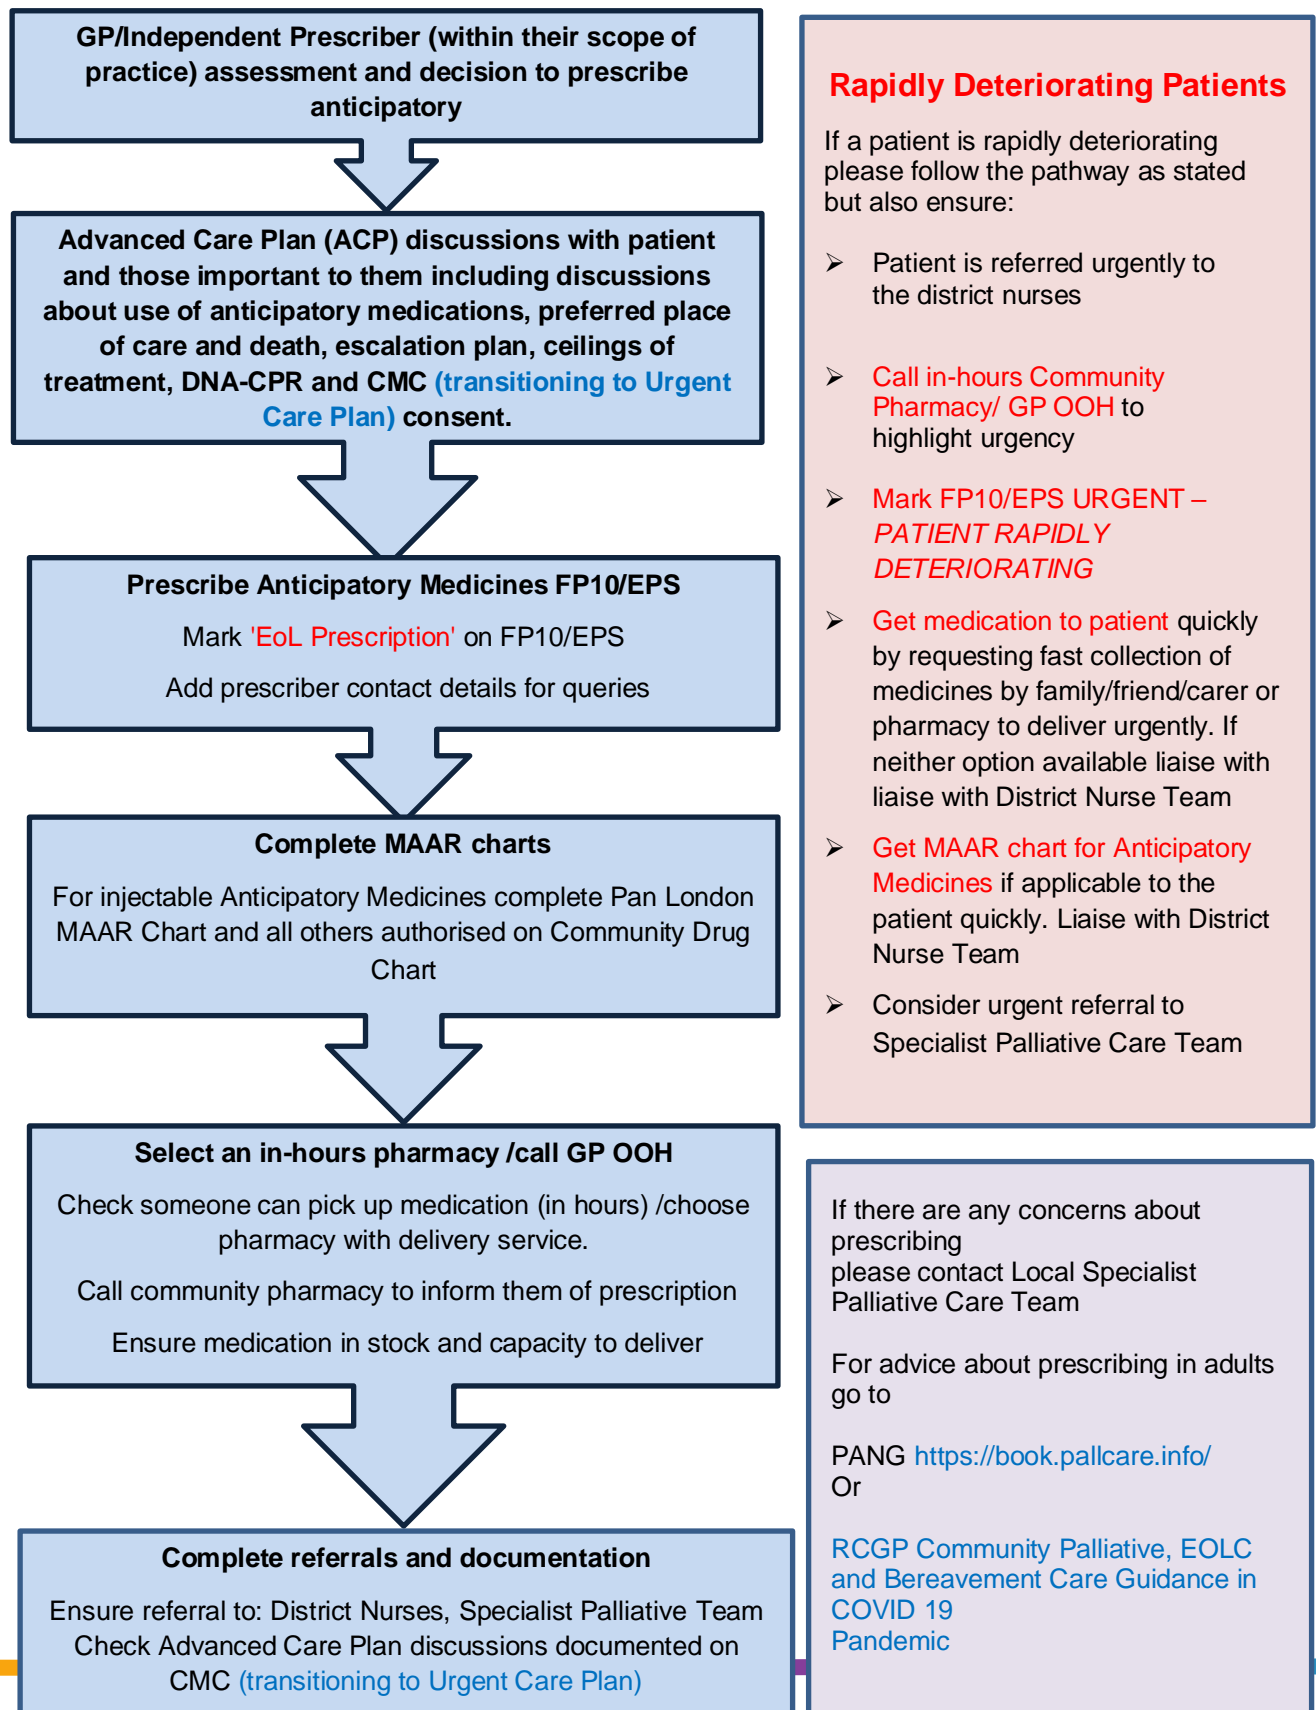 GP/Independent Prescriber (within their scope of
practice) assessment and decision to prescribe
anticipatory
Advanced Care Plan (ACP) discussions with patient
and those important to them including discussions
about use of anticipatory medications, preferred place
of care and death, escalation plan, ceilings of
treatment, DNA-CPR and CMC (transitioning to Urgent
Care Plan) consent.
Prescribe Anticipatory Medicines FP10/EPS
Mark 'EoL Prescription' on FP10/EPS
Add prescriber contact details for queries
Complete MAAR charts
For injectable Anticipatory Medicines complete Pan London
MAAR Chart and all others authorised on Community Drug
Chart
Select an in-hours pharmacy /call GP OOH
Check someone can pick up medication (in hours) /choose
pharmacy with delivery service.
Call community pharmacy to inform them of prescription
Ensure medication in stock and capacity to deliver
Complete referrals and documentation
Ensure referral to: District Nurses, Specialist Palliative Team
Check Advanced Care Plan discussions documented on
CMC (transitioning to Urgent Care Plan)
Rapidly Deteriorating Patients
If a patient is rapidly deteriorating
please follow the pathway as stated
but also ensure:
➢ Patient is referred urgently to
the district nurses
➢ Call in-hours Community
Pharmacy/ GP OOH to
highlight urgency
➢ Mark FP10/EPS URGENT –
PATIENT RAPIDLY
DETERIORATING
➢ Get medication to patient quickly
by requesting fast collection of
medicines by family/friend/carer or
pharmacy to deliver urgently. If
neither option available liaise with
liaise with District Nurse Team
➢ Get MAAR chart for Anticipatory
Medicines if applicable to the
patient quickly. Liaise with District
Nurse Team
➢ Consider urgent referral to
Specialist Palliative Care Team
If there are any concerns about
prescribing
please contact Local Specialist
Palliative Care Team
For advice about prescribing in adults
go to
PANG https://book.pallcare.info/
Or
RCGP Community Palliative, EOLC
and Bereavement Care Guidance in
COVID 19
Pandemic